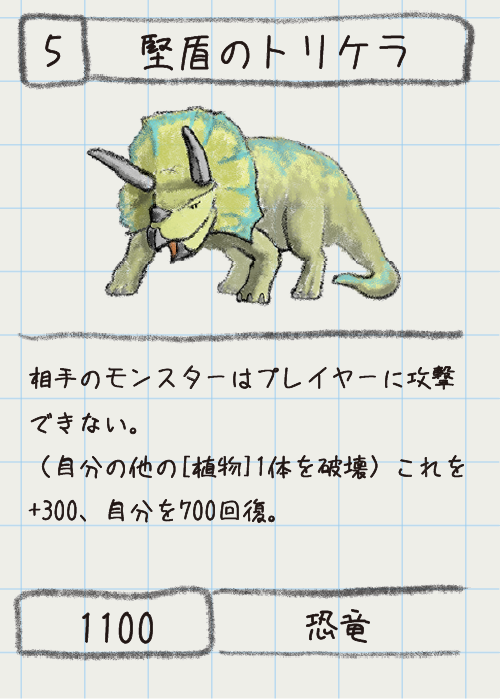 5
堅盾のトリケラ
相手のモンスターはプレイヤーに攻撃
できない。
（自分の他の[植物]1体を破壊）これを
+300、自分を700回復。
1100
恐竜